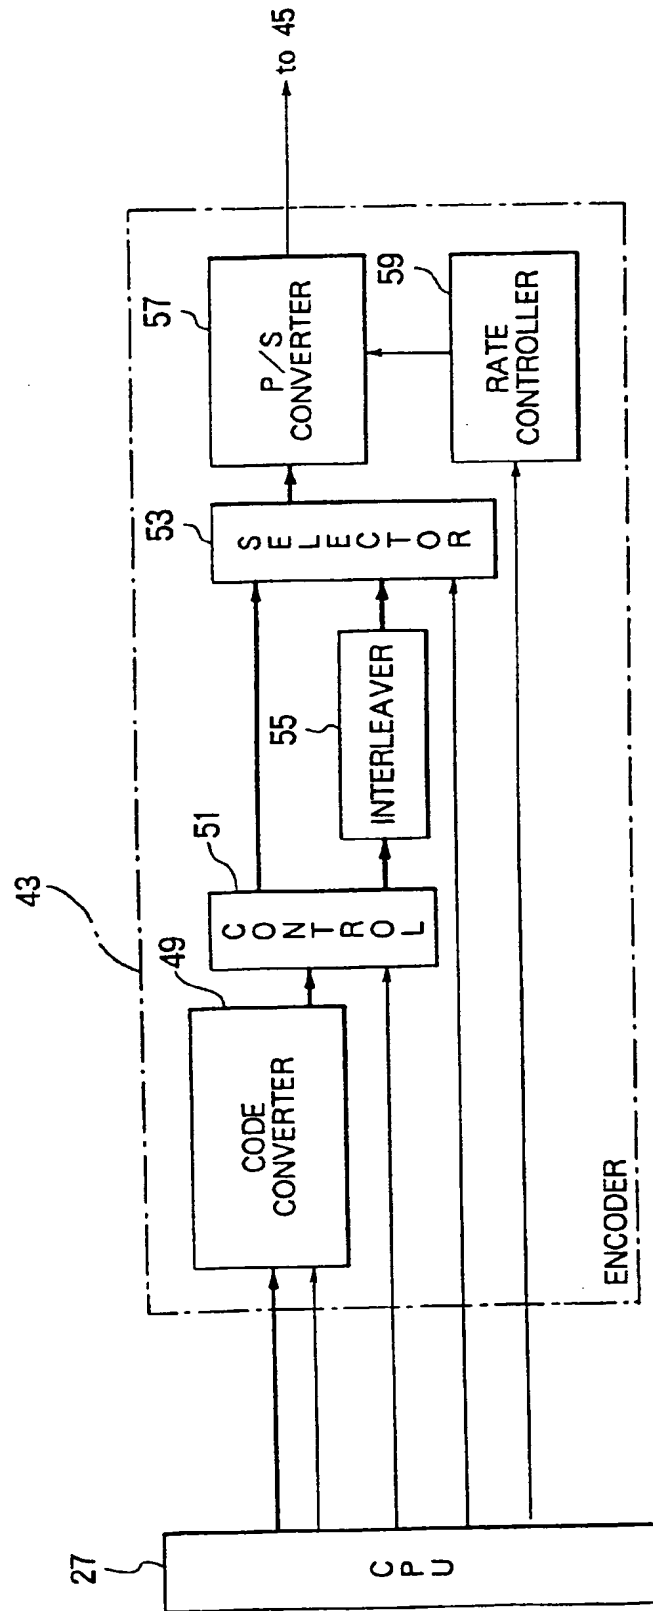 43
ENCODER
27
CPU
49
CODE
CONVERTER
51
CONTROL
55
INTERLEAVER
53
SELECTOR
57
P/S
CONVERTER
59
RATE
CONTROLLER
to 45